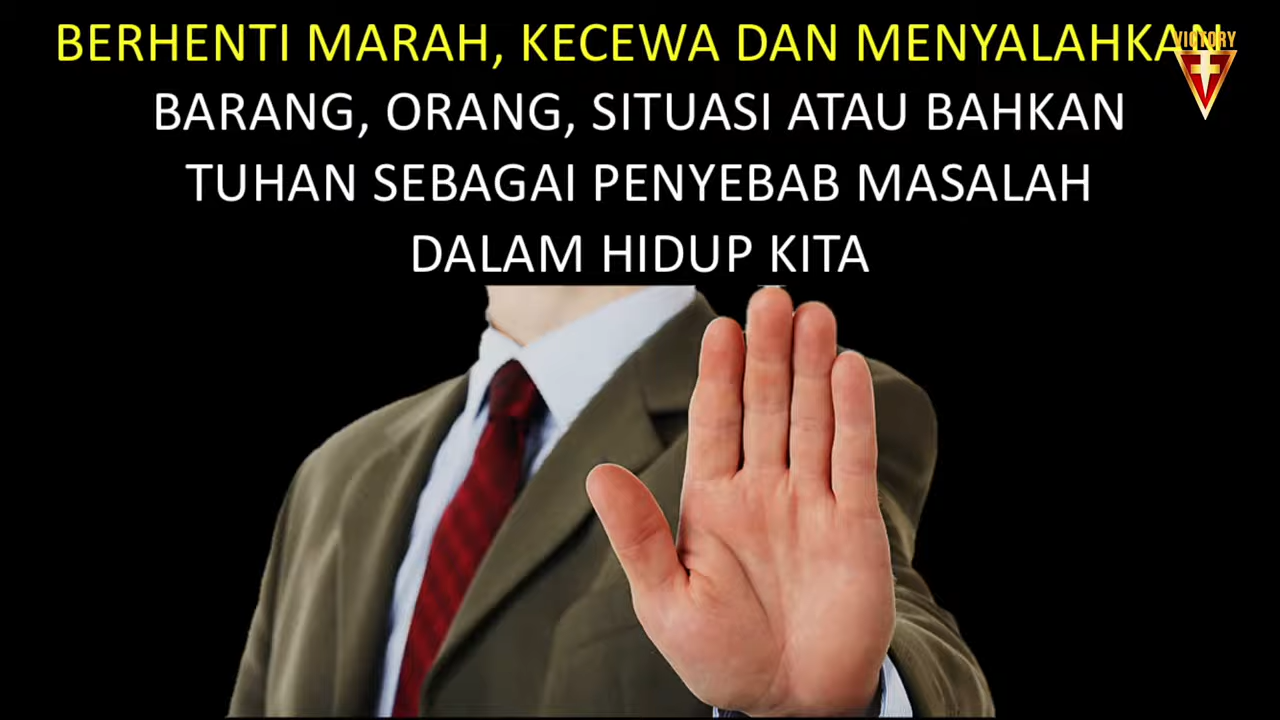 BERHENTI MARAH, KECEWA DAN MENYALAHKAN
BARANG, ORANG, SITUASI ATAU BAHKAN
TUHAN SEBAGAI PENYEBAB MASALAH
DALAM HIDUP KITA
VICTORY